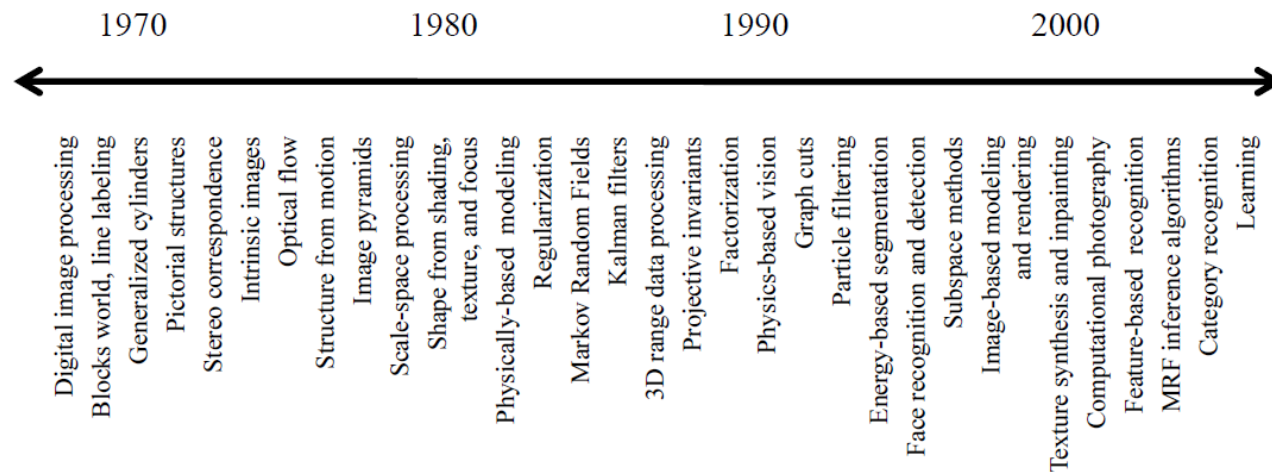 1970
1980
1990
2000
Digital image processing
Blocks world, line labeling
Generalized cylinders
Pictorial structures
Stereo correspondence
Intrinsic images
Optical flow
Structure from motion
Image pyramids
Scale-space processing
Shape from shading,
texture, and focus
Physically-based modeling
Regularization
Markov Random Fields
Kalman filters
3D range data processing
Projective invariants
Factorization
Physics-based vision
Graph cuts
Particle filtering
Energy-based segmentation
Face recognition and detection
Subspace methods
Image-based modeling
and rendering
Texture synthesis and inpainting
Computational photography
Feature-based recognition
MRF inference algorithms
Category recognition
Learning